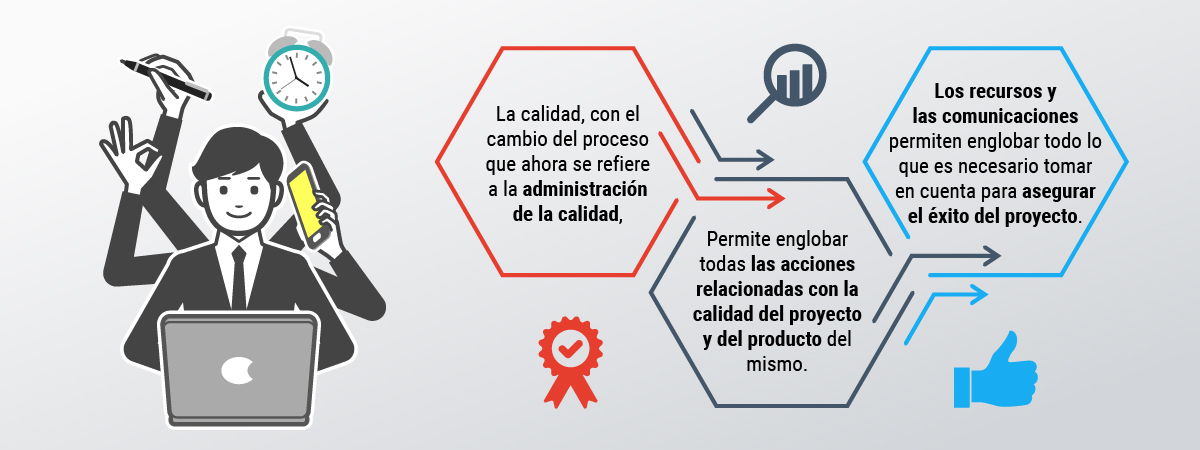 La calidad, con el
cambio del proceso
que ahora se refiere
a la administración
de la calidad,
Permite englobar
todas las acciones
relacionadas con la
calidad del proyecto
y del producto del
mismo.
Los recursos y
las comunicaciones
permiten englobar todo lo
que es necesario tomar
en cuenta para asegurar
el éxito del proyecto.